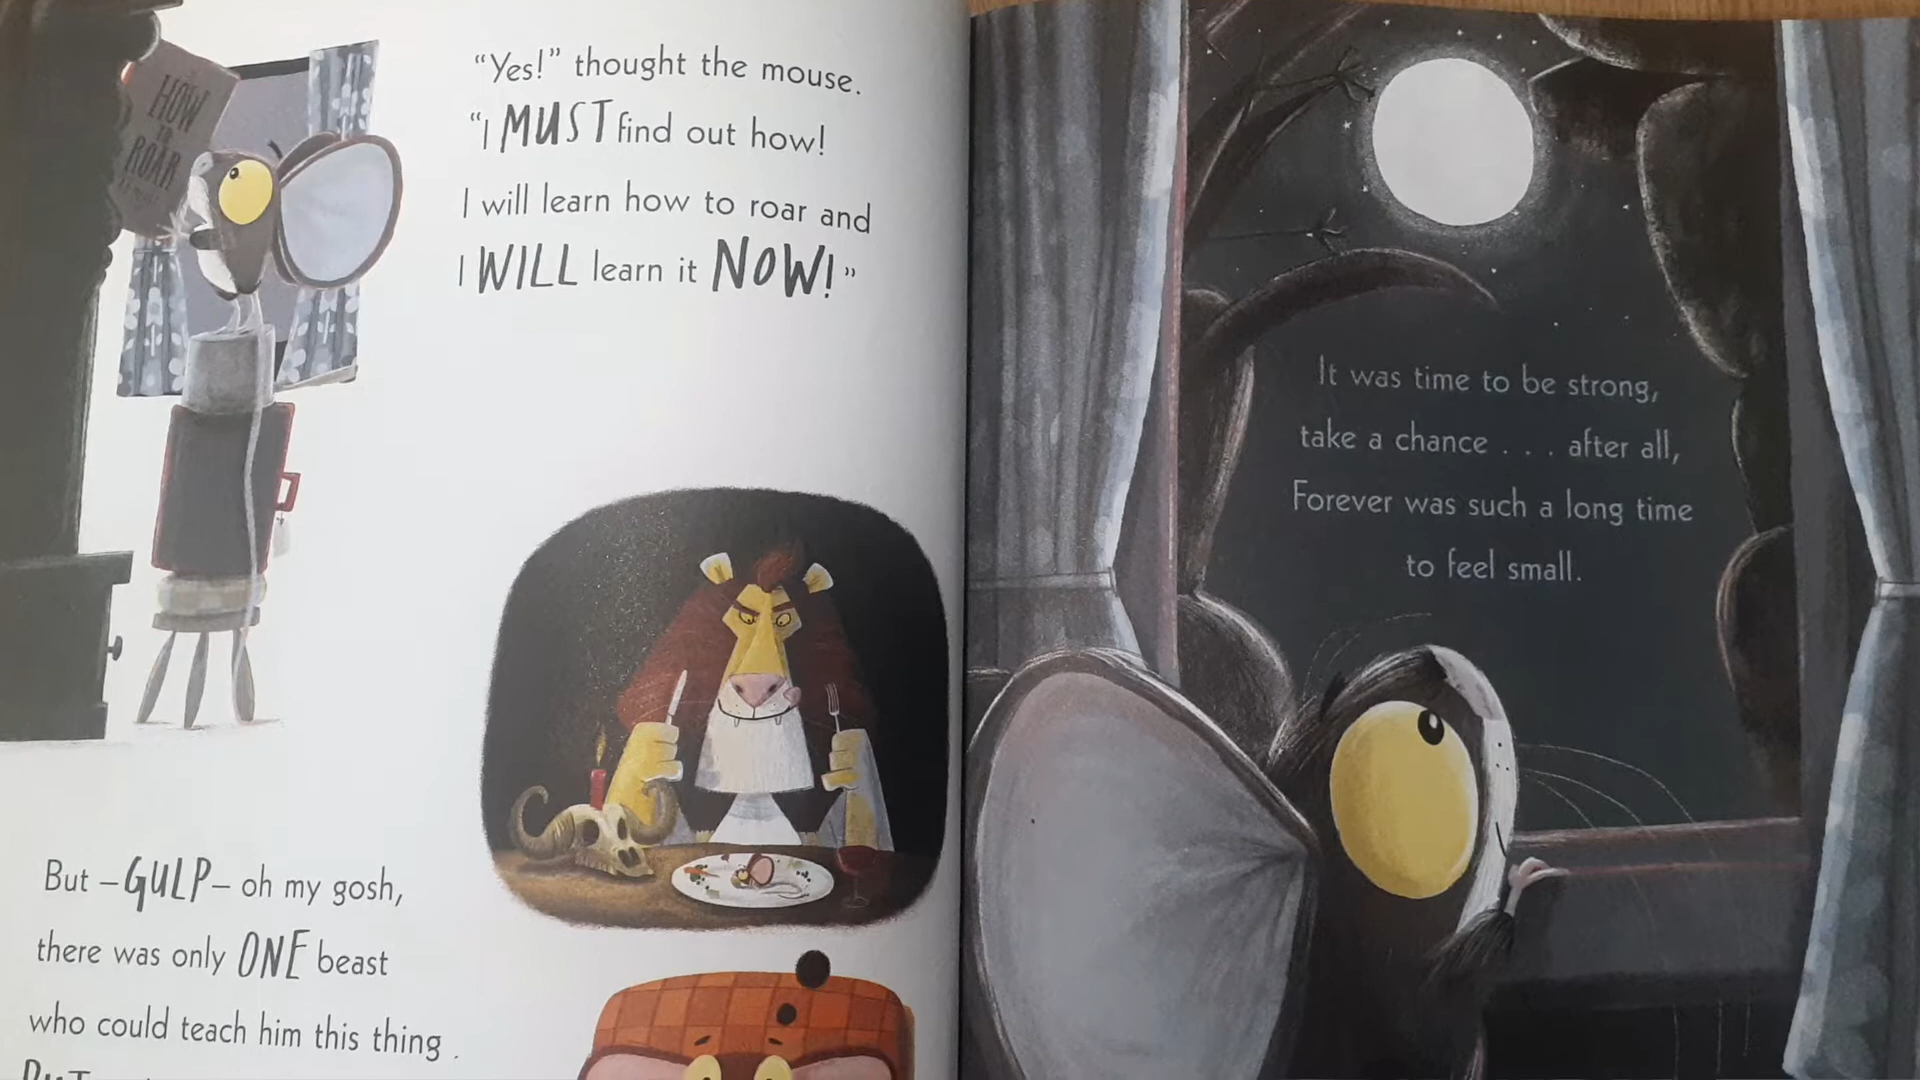 HOW
TO
ROAR
"Yes!" thought the mouse.
"I MUST find out how!
I will learn how to roar and
I WILL learn it NOW!"
But – GULP – oh my gosh,
there was only ONE beast
who could teach him this thing .
It was time to be strong,
take a chance . . . after all,
Forever was such a long time
to feel small.